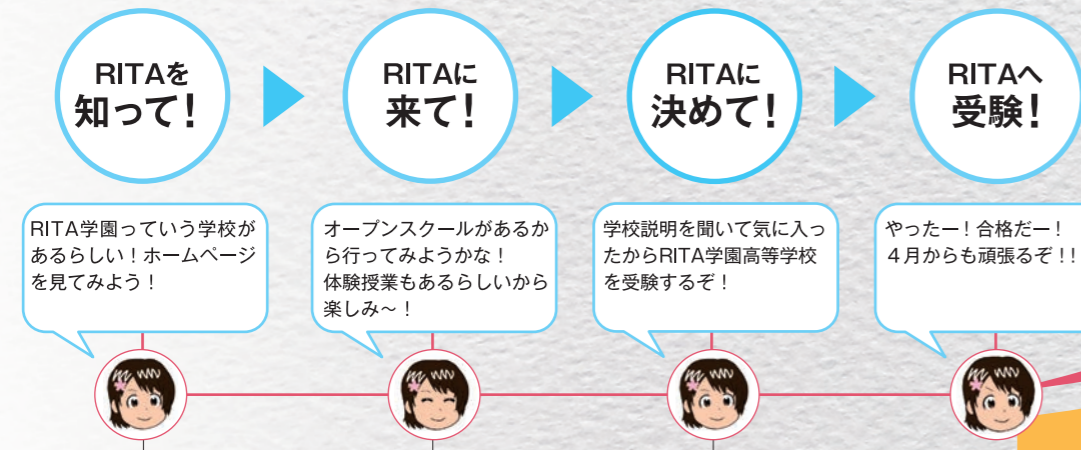 RITAを
知って！
RITAに
来て！
RITAに
決めて！
RITAへ
受験！
RITA学園っていう学校が
あるらしい！ホームページ
を見てみよう！
オープンスクールがあるか
ら行ってみようかな！
体験授業もあるらしいから
楽しみ～！
学校説明を聞いて気に入っ
たからRITA学園高等学校
を受験するぞ！
やったー！合格だー！
４月からも頑張るぞ！！